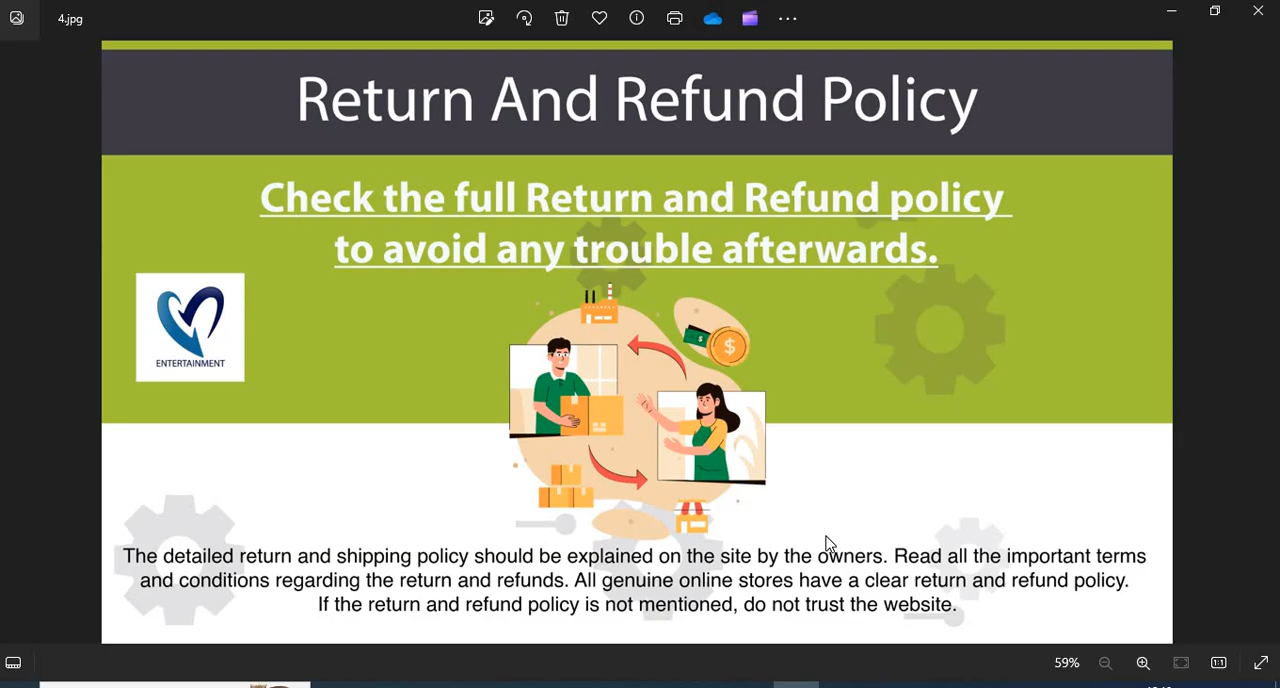 4.jpg
Return And Refund Policy
Check the full Return and Refund policy
to avoid any trouble afterwards.
ENTERTAINMENT
The detailed return and shipping policy should be explained on the site by the owners. Read all the important terms
and conditions regarding the return and refunds. All genuine online stores have a clear return and refund policy.
If the return and refund policy is not mentioned, do not trust the website.
59%